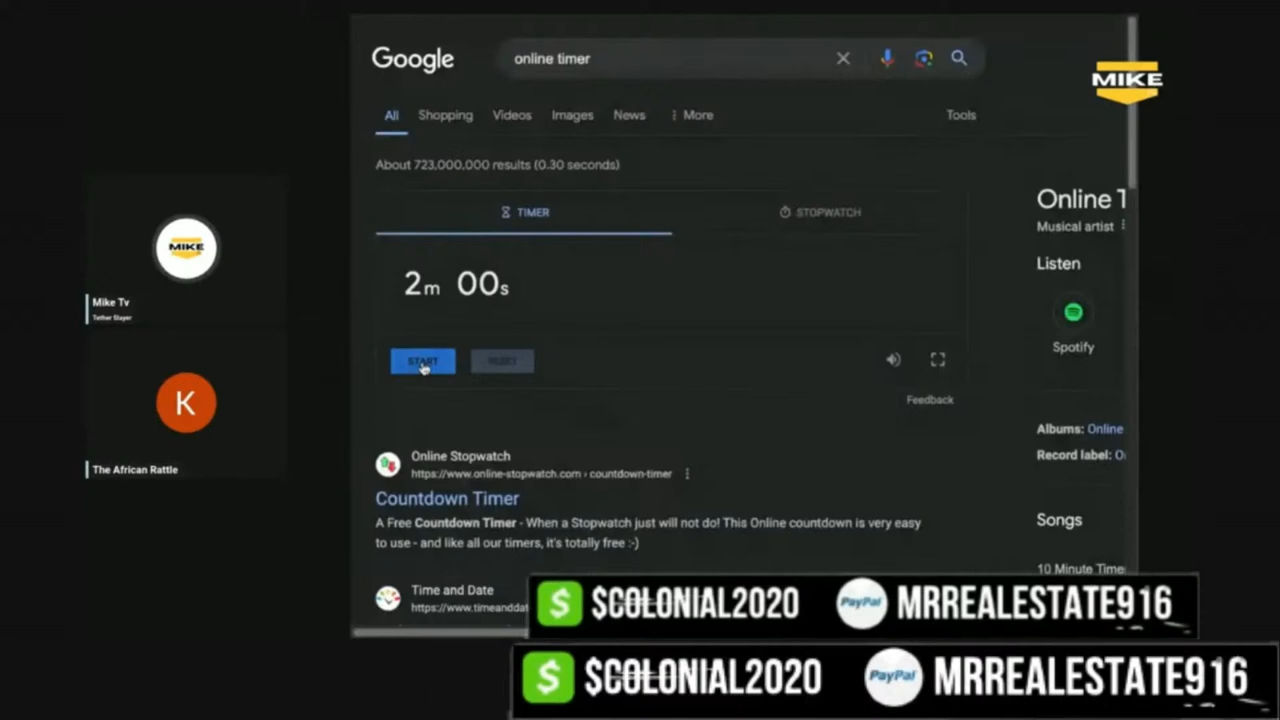 Google
online timer
MIKE
All Shopping Videos Images News More Tools
About 723,000,000 results (0.30 seconds)
TIMER STOPWATCH
2m 00s
START RESET
Feedback
Online T
Musical artist
Listen
Spotify
Albums: Online
Record label: O
Songs
10 Minute Time
MIKE
Mike Tv
Tether Slayer
K
The African Rattle
Online Stopwatch
https://www.online-stopwatch.com › countdown-timer
Countdown Timer
A Free Countdown Timer - When a Stopwatch just will not do! This Online countdown is very easy
to use - and like all our timers, it's totally free :-)
Time and Date
https://www.timeanddat
$COLONIAL2020 PayPal MRREALESTATE916
$COLONIAL2020 PayPal MRREALESTATE916